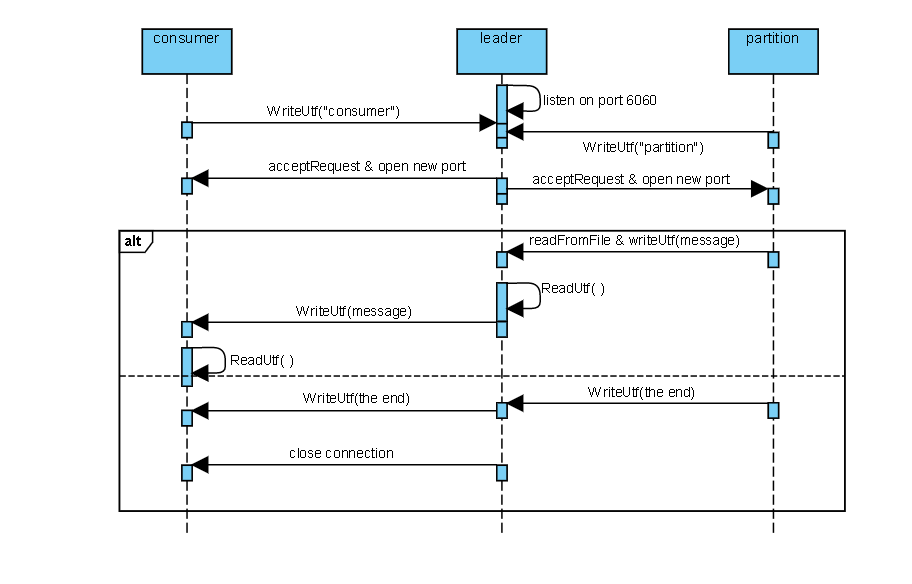 consumer
leader
partition
listen on port 6060
WriteUtf("consumer")
WriteUtf("partition")
acceptRequest & open new port
acceptRequest & open new port
alt
readFromFile & writeUtf(message)
ReadUtf( )
WriteUtf(message)
ReadUtf( )
WriteUtf(the end)
WriteUtf(the end)
close connection